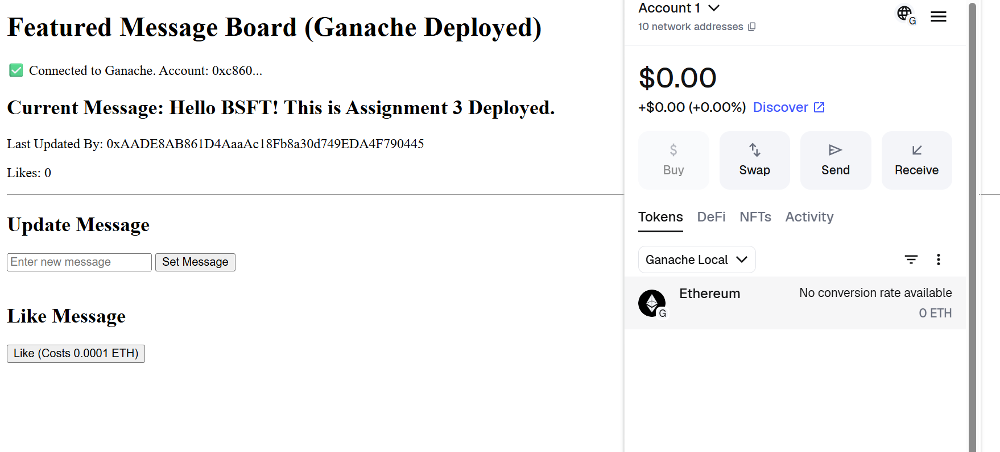 Featured Message Board (Ganache Deployed)
✅ Connected to Ganache. Account: 0xc860...
Current Message: Hello BSFT! This is Assignment 3 Deployed.
Last Updated By: 0xAADE8AB861D4AaaAc18Fb8a30d749EDA4F790445
Likes: 0
Update Message
Enter new message Set Message
Like Message
Like (Costs 0.0001 ETH)
Account 1
G
10 network addresses
$0.00
+$0.00 (+0.00%) Discover
$
Buy Swap Send Receive
Tokens DeFi NFTs Activity
Ganache Local
Ethereum No conversion rate available
G
0 ETH